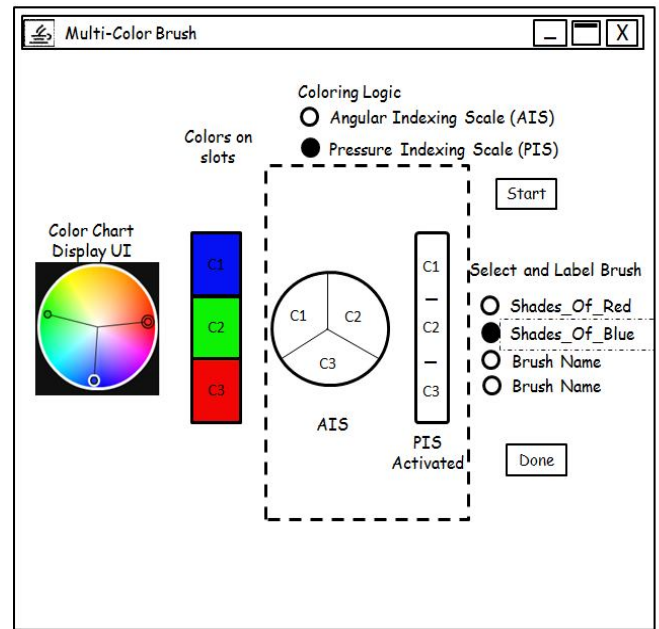 Multi-Color Brush
X
Coloring Logic
Angular Indexing Scale (AIS)
Pressure Indexing Scale (PIS)
Colors on
slots
Start
Color Chart
Display UI
C1
C2
C3
C1
C2
C3
AIS
C1
C2
C3
PIS
Activated
Select and Label Brush
Shades_Of_Red
Shades_Of_Blue
Brush Name
Brush Name
Done